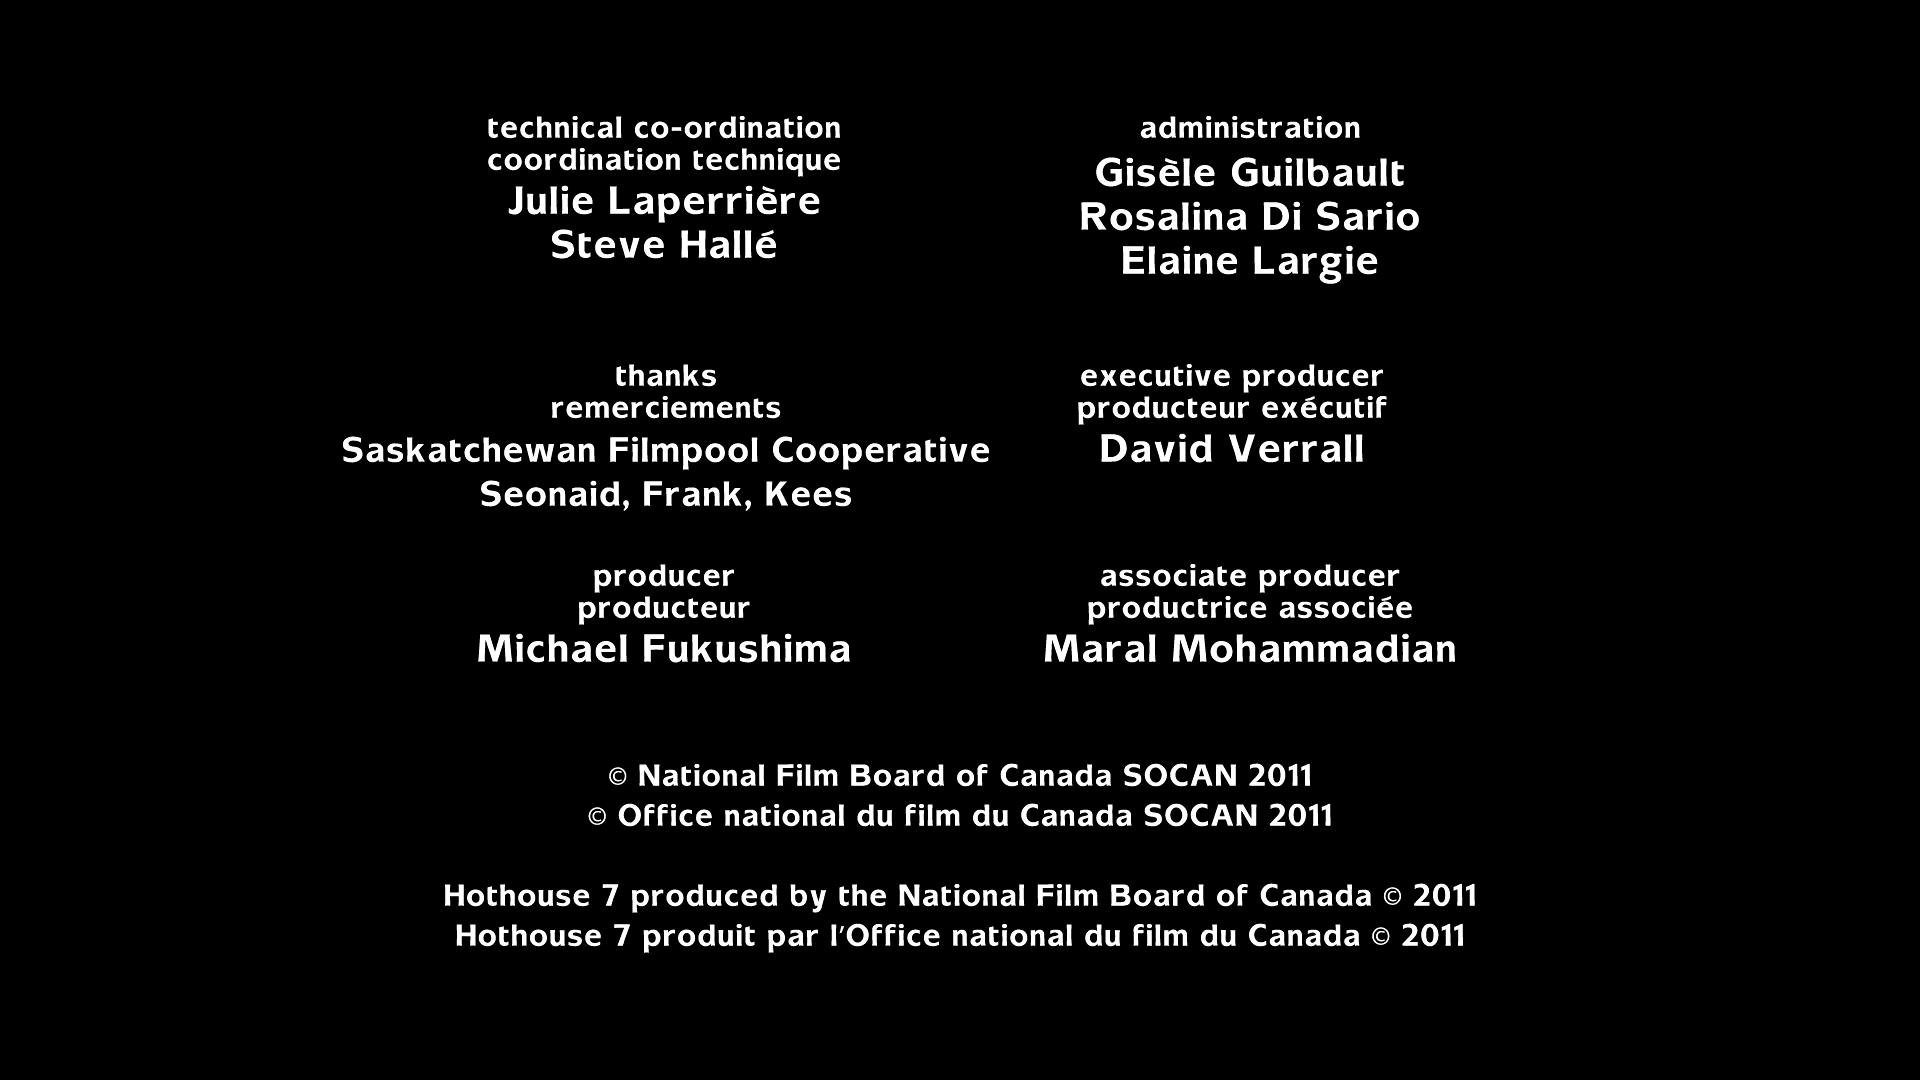 technical co-ordination
coordination technique
Julie Laperrière
Steve Hallé
administration
Gisèle Guilbault
Rosalina Di Sario
Elaine Largie
thanks
remerciements
Saskatchewan Filmpool Cooperative
Seonaid, Frank, Kees
executive producer
producteur exécutif
David Verrall
producer
producteur
Michael Fukushima
associate producer
productrice associée
Maral Mohammadian
© National Film Board of Canada SOCAN 2011
© Office national du film du Canada SOCAN 2011
Hothouse 7 produced by the National Film Board of Canada © 2011
Hothouse 7 produit par l'Office national du film du Canada © 2011